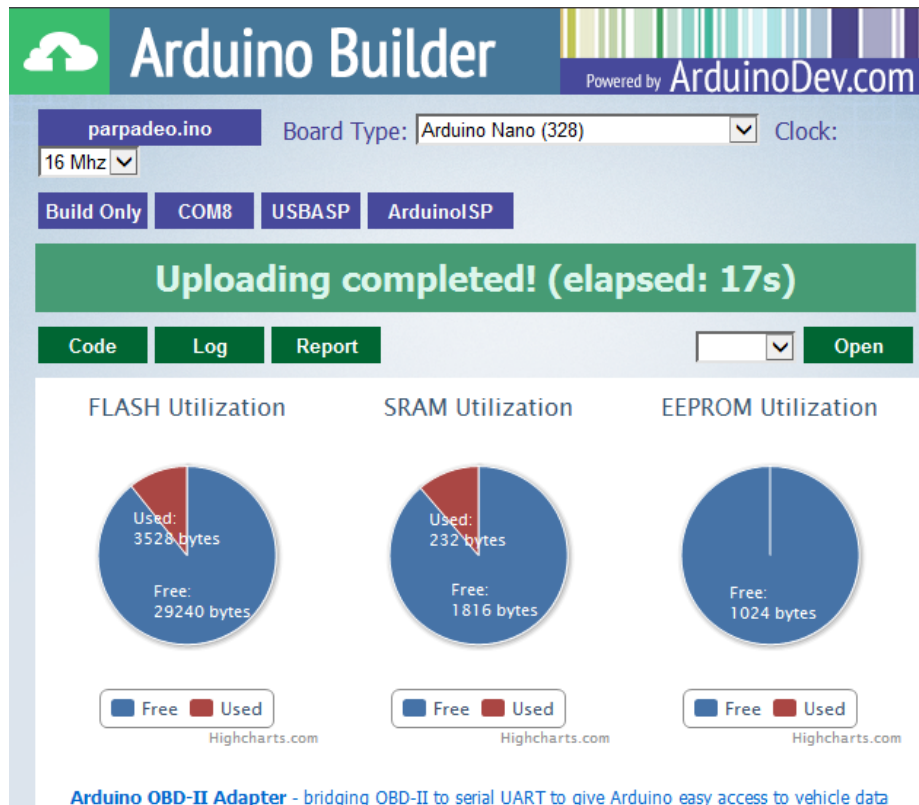 Arduino Builder
Powered by ArduinoDev.com
parpadeo.ino Board Type: Arduino Nano (328) Clock:
16 Mhz
Build Only COM8 USBASP ArduinoISP
Uploading completed! (elapsed: 17s)
Code Log Report Open
FLASH Utilization SRAM Utilization EEPROM Utilization
Used:
3528 bytes
Free:
29240 bytes
Used:
232 bytes
Free:
1816 bytes
Free:
1024 bytes
Free Used Free Used Free Used
Highcharts.com Highcharts.com Highcharts.com
Arduino OBD-II Adapter - bridging OBD-II to serial UART to give Arduino easy access to vehicle data